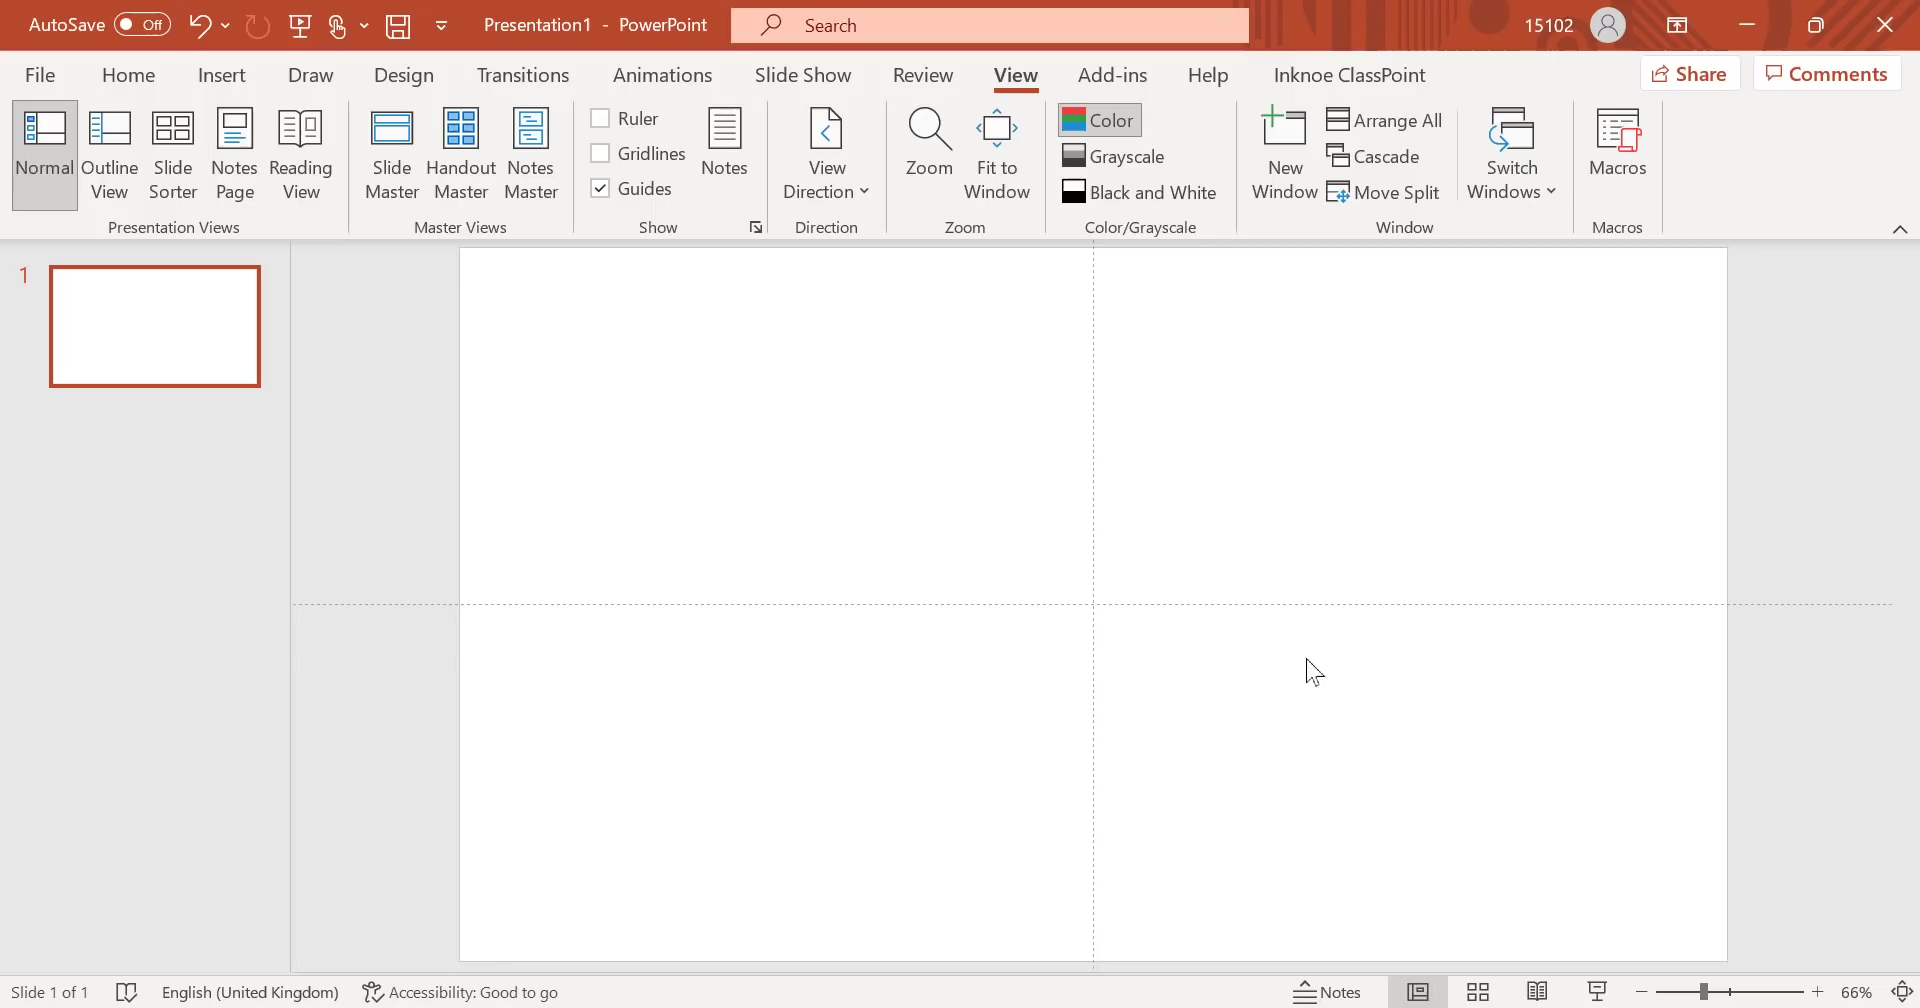 AutoSave Off Presentation1 - PowerPoint Search 15102
File Home Insert Draw Design Transitions Animations Slide Show Review View Add-ins Help Inknoe ClassPoint Share Comments
Normal
Outline View
Slide Sorter
Notes Page
Reading View
Presentation Views
Slide Master
Handout Master
Notes Master
Master Views
Ruler
Gridlines
Guides
Notes
Show
View Direction
Direction
Zoom
Fit to Window
Zoom
Color
Grayscale
Black and White
Color/Grayscale
New Window
Arrange All
Cascade
Move Split
Switch Windows
Window
Macros
Macros
1
Slide 1 of 1 English (United Kingdom) Accessibility: Good to go Notes 66%